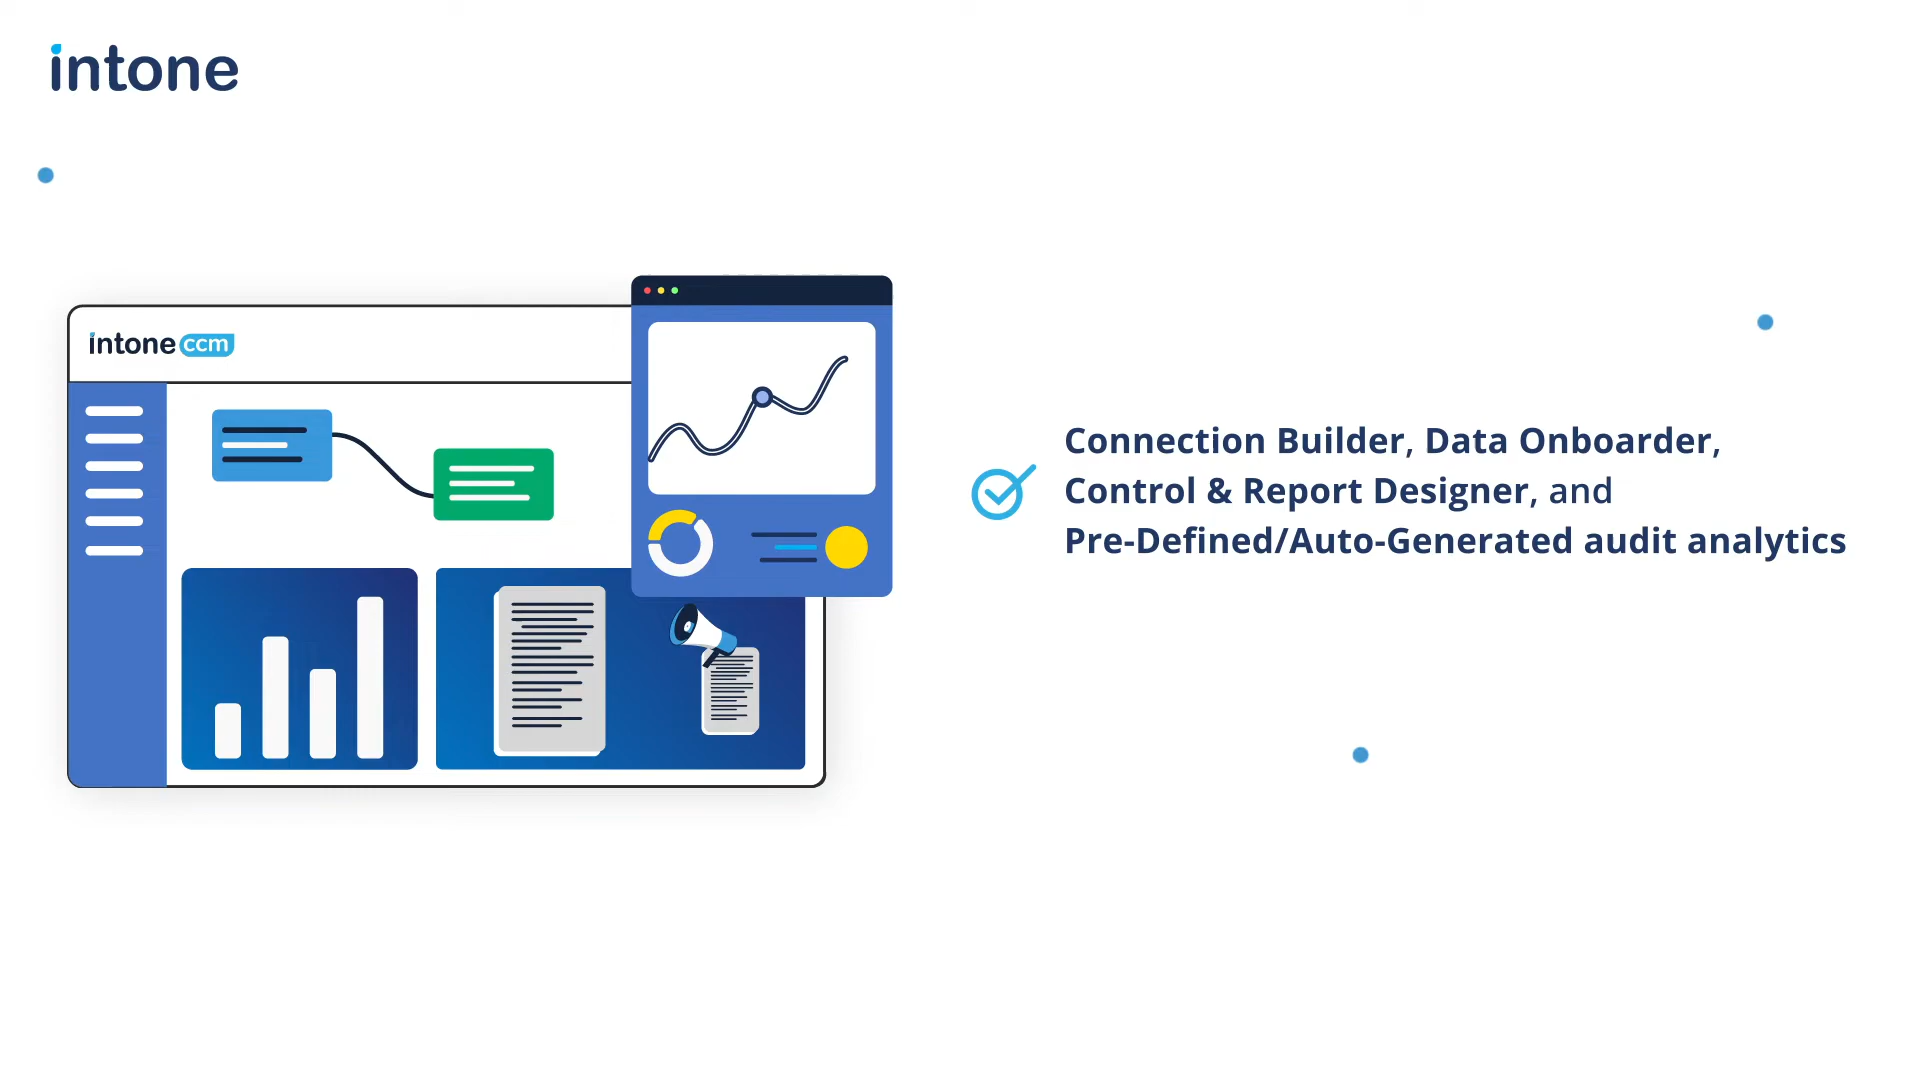 intone
intone ccm
Connection Builder, Data Onboarder,
Control & Report Designer, and
Pre-Defined/Auto-Generated audit analytics